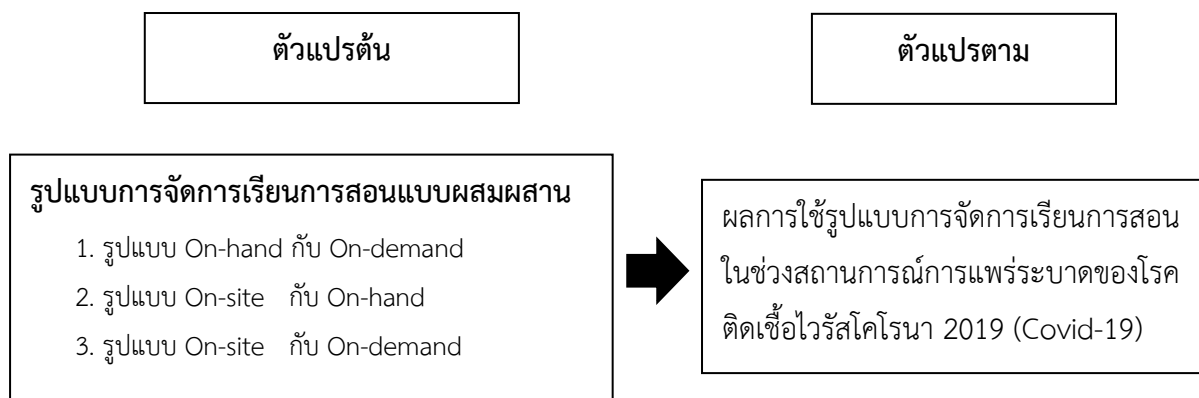 ตัวแปรต้น
ตัวแปรตาม
รูปแบบการจัดการเรียนการสอนแบบผสมผสาน
1. รูปแบบ On-hand กับ On-demand
2. รูปแบบ On-site กับ On-hand
3. รูปแบบ On-site กับ On-demand
ผลการใช้รูปแบบการจัดการเรียนการสอน
ในช่วงสถานการณ์การแพร่ระบาดของโรค
ติดเชื้อไวรัสโคโรนา 2019 (Covid-19)